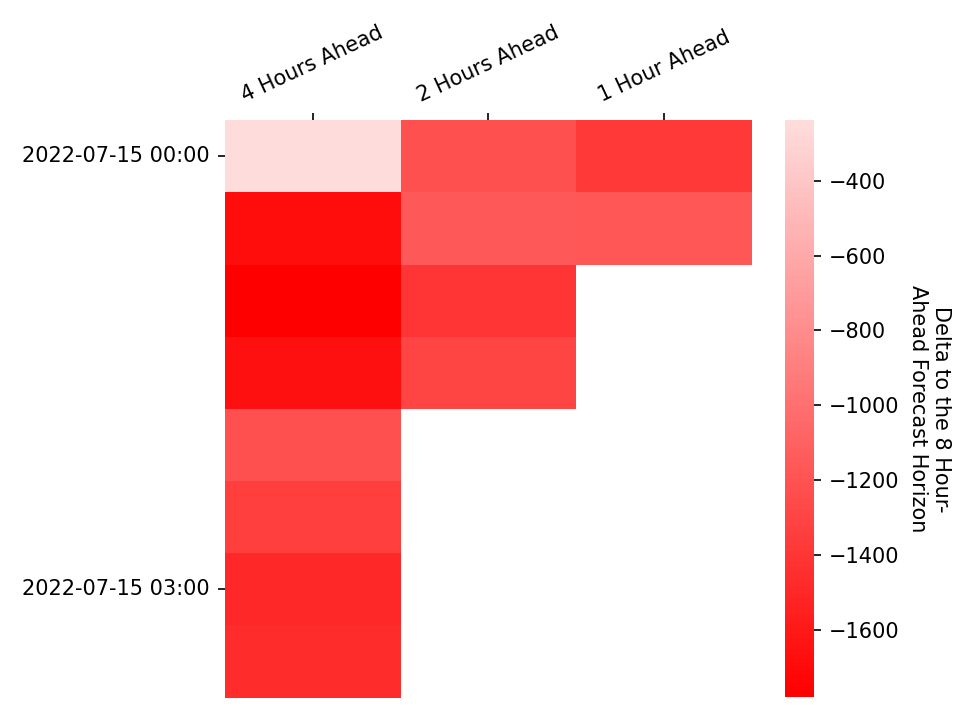 4 Hours Ahead
2 Hours Ahead
1 Hour Ahead
2022-07-15 00:00
2022-07-15 03:00
−400
−600
−800
−1000
−1200
−1400
−1600
Delta to the 8 Hour-
Ahead Forecast Horizon